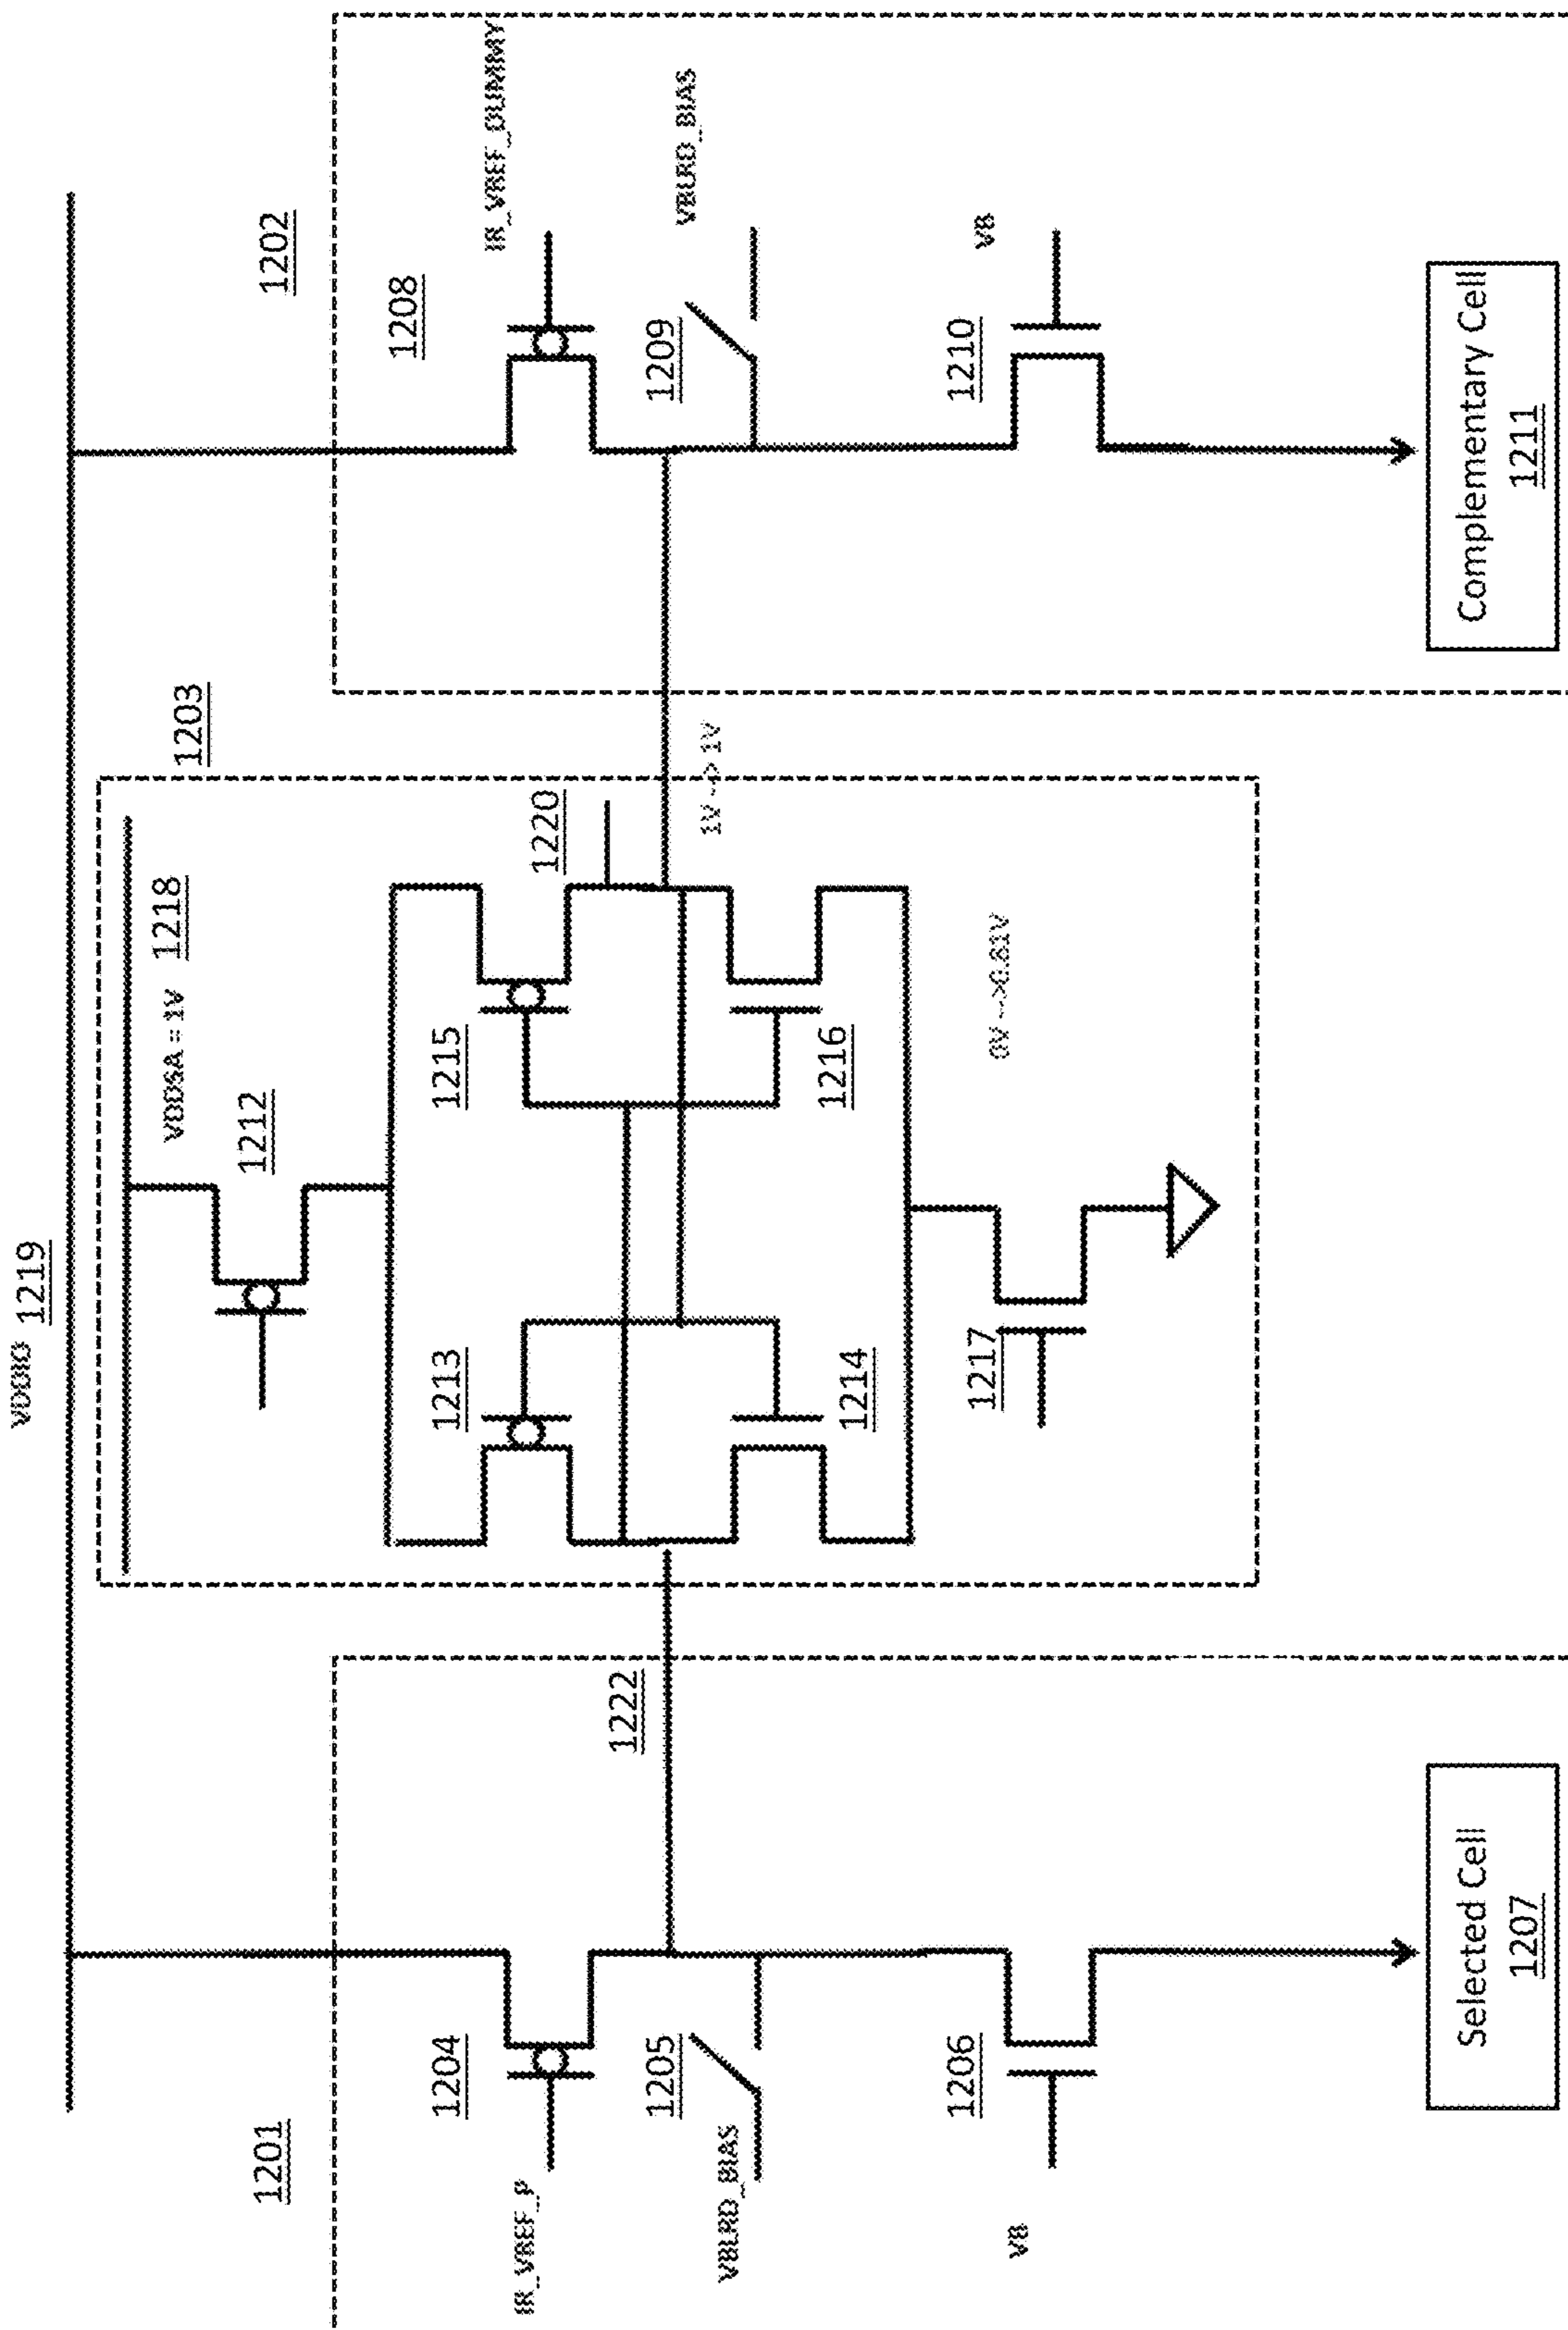 VDDIO 1219
1203
VDDSA = 1V 1218
1212
1201
1202
IR_VREF_P
1204
1213
1215
1220
1208
IR_VREF_DUMMY
1222
1V --> 1V
VBLRD_BIAS
1205
1209
VBLRD_BIAS
1214
1216
0V -->0.81V
VB
1206
1217
1210
VB
Selected Cell
1207
Complementary Cell
1211